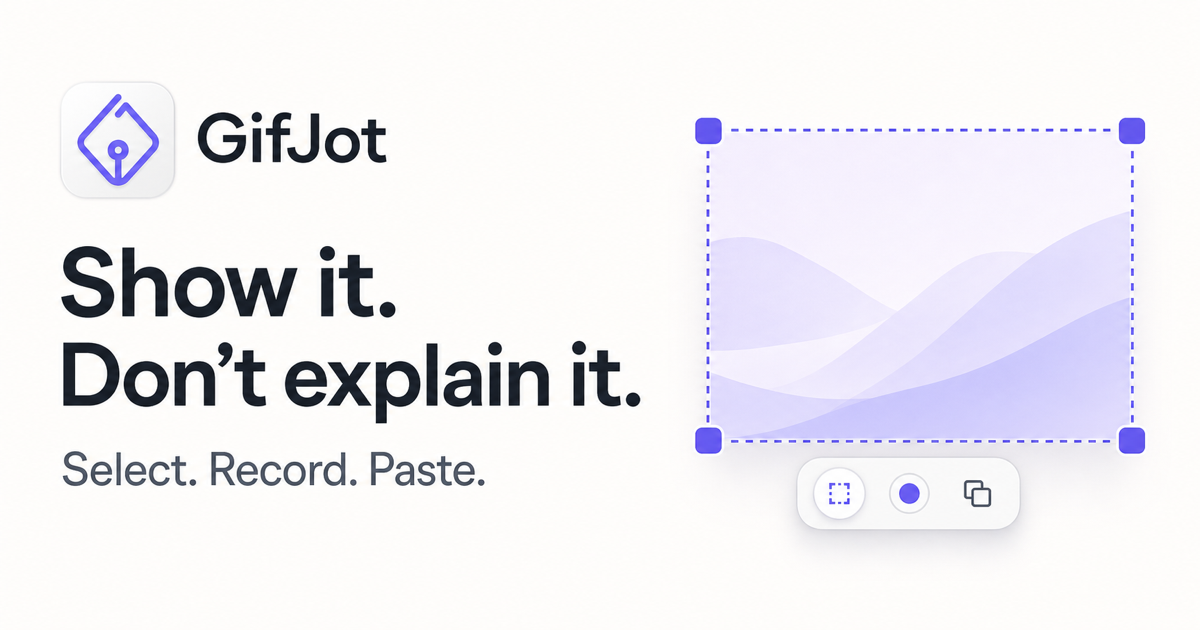 GifJot
Show it.
Don’t explain it.
Select. Record. Paste.